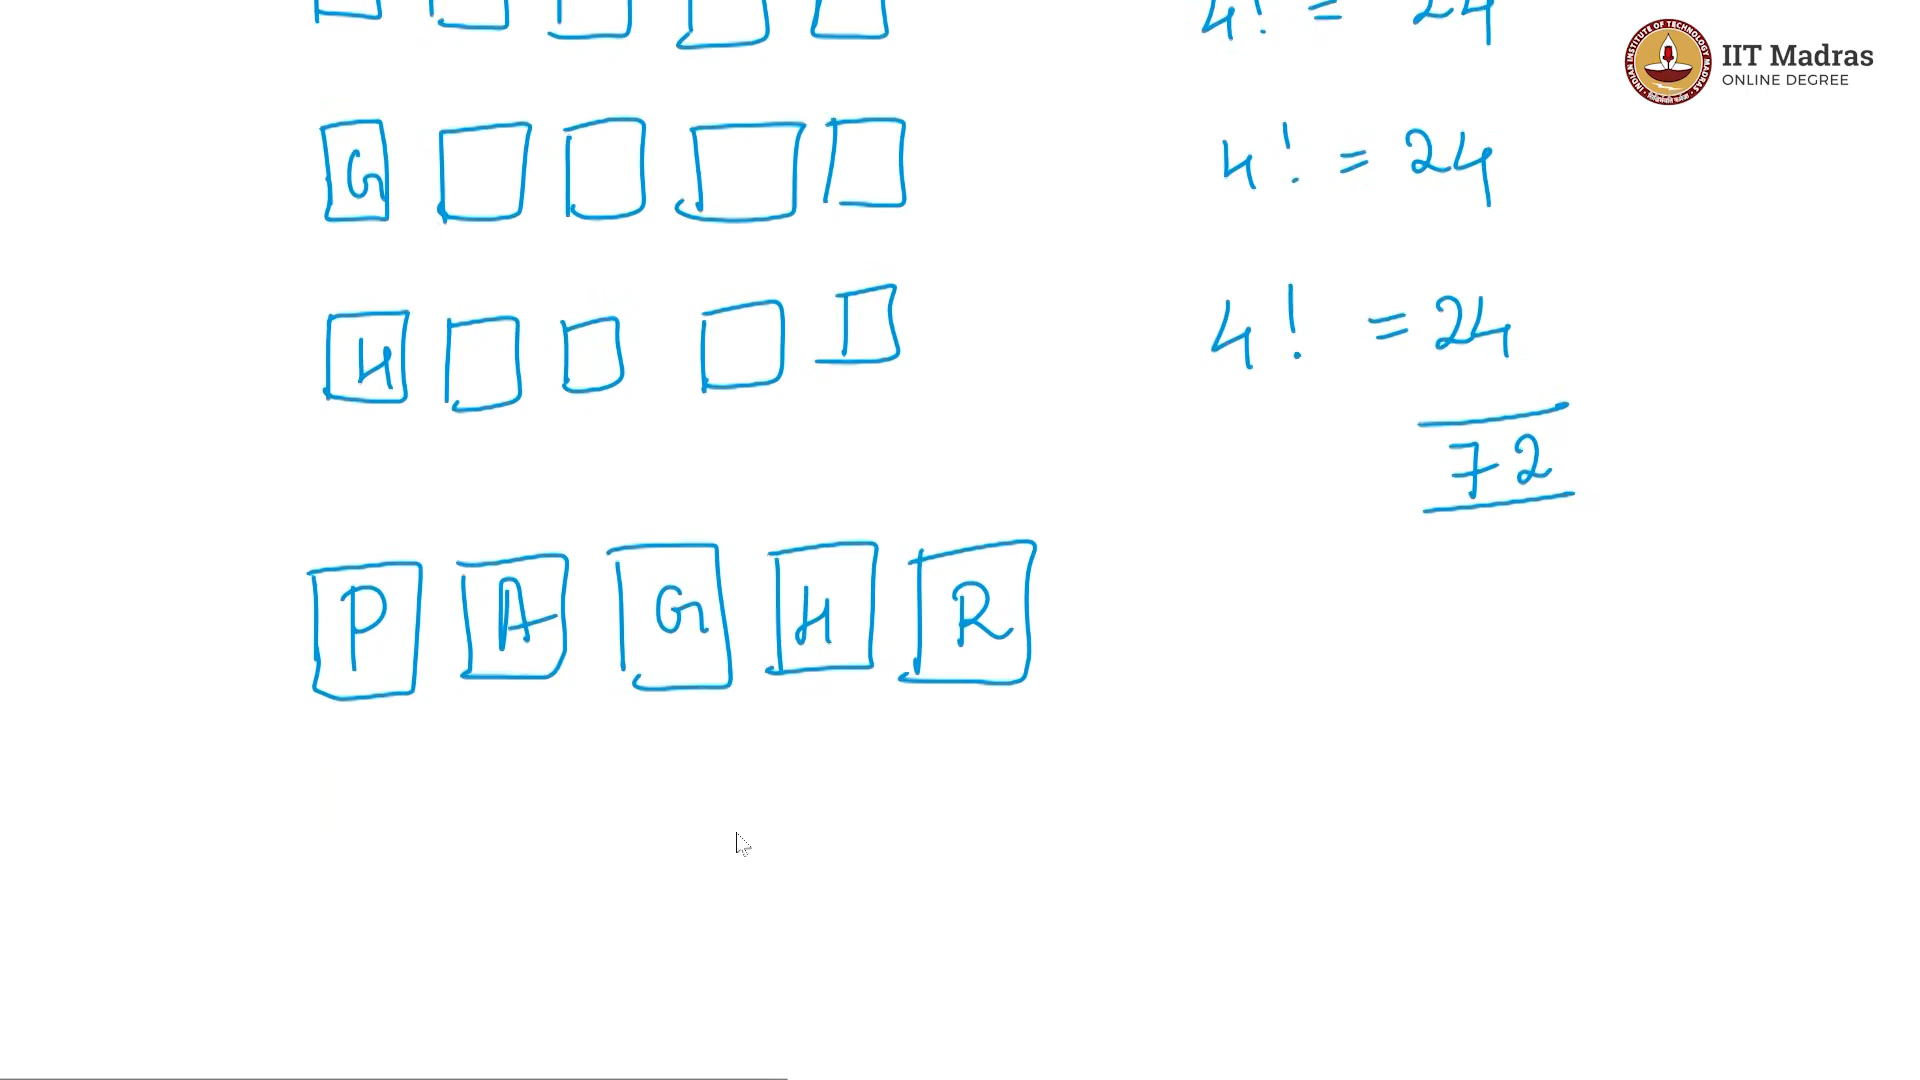 4! = 24
IIT Madras
ONLINE DEGREE
G 4! = 24
H 4! = 24
72
P A G H R